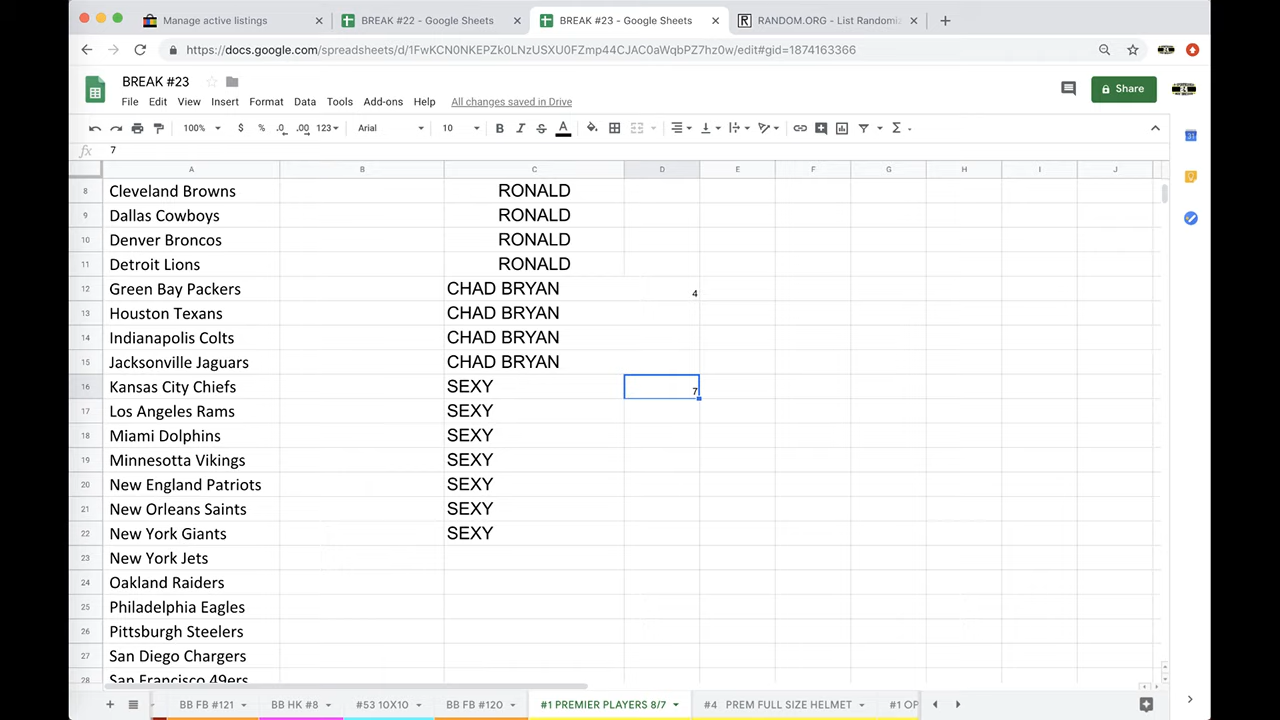 Manage active listings
BREAK #22 - Google Sheets
BREAK #23 - Google Sheets
RANDOM.ORG - List Randomiz
https://docs.google.com/spreadsheets/d/1FwKCN0NKEPZk0LNzUSXU0FZmp44CJAC0aWqbPZ7hz0w/edit#gid=1874163366
BREAK #23
File Edit View Insert Format Data Tools Add-ons Help All changes saved in Drive
Share
100% $ % .0 .00 123 Arial 10 B I S A Σ
fx 7
A B C D E F G H I J
8 Cleveland Browns RONALD
9 Dallas Cowboys RONALD
10 Denver Broncos RONALD
11 Detroit Lions RONALD
12 Green Bay Packers CHAD BRYAN 4
13 Houston Texans CHAD BRYAN
14 Indianapolis Colts CHAD BRYAN
15 Jacksonville Jaguars CHAD BRYAN
16 Kansas City Chiefs SEXY 7
17 Los Angeles Rams SEXY
18 Miami Dolphins SEXY
19 Minnesotta Vikings SEXY
20 New England Patriots SEXY
21 New Orleans Saints SEXY
22 New York Giants SEXY
23 New York Jets
24 Oakland Raiders
25 Philadelphia Eagles
26 Pittsburgh Steelers
27 San Diego Chargers
28 San Francisco 49ers
BB FB #121 BB HK #8 #53 10X10 BB FB #120 #1 PREMIER PLAYERS 8/7 #4 PREM FULL SIZE HELMET #1 OP